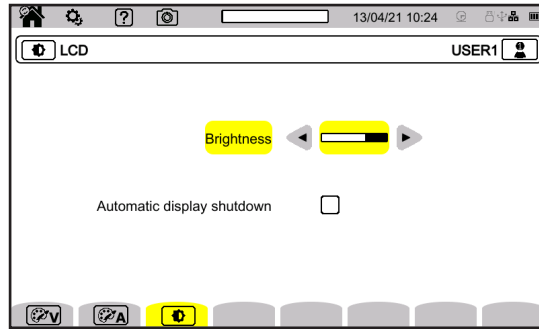 ? 13/04/21 10:24
LCD USER1
Brightness
Automatic display shutdown
V A